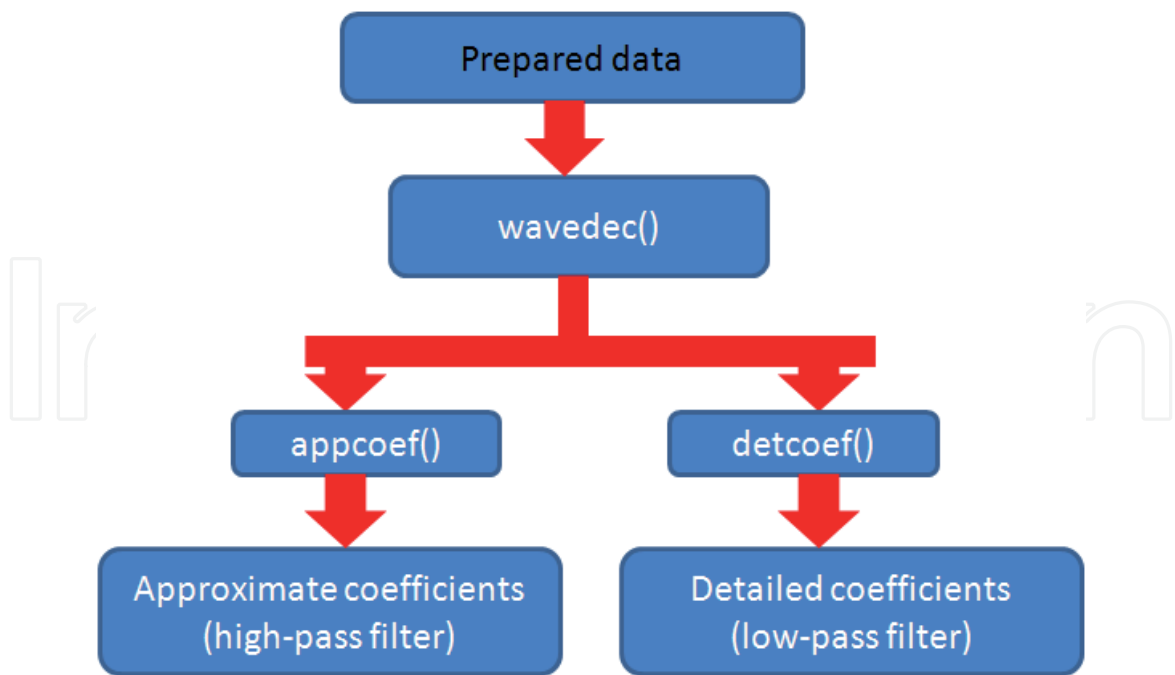 Prepared data
wavedec()
appcoef()
detcoef()
Approximate coefficients
(high-pass filter)
Detailed coefficients
(low-pass filter)